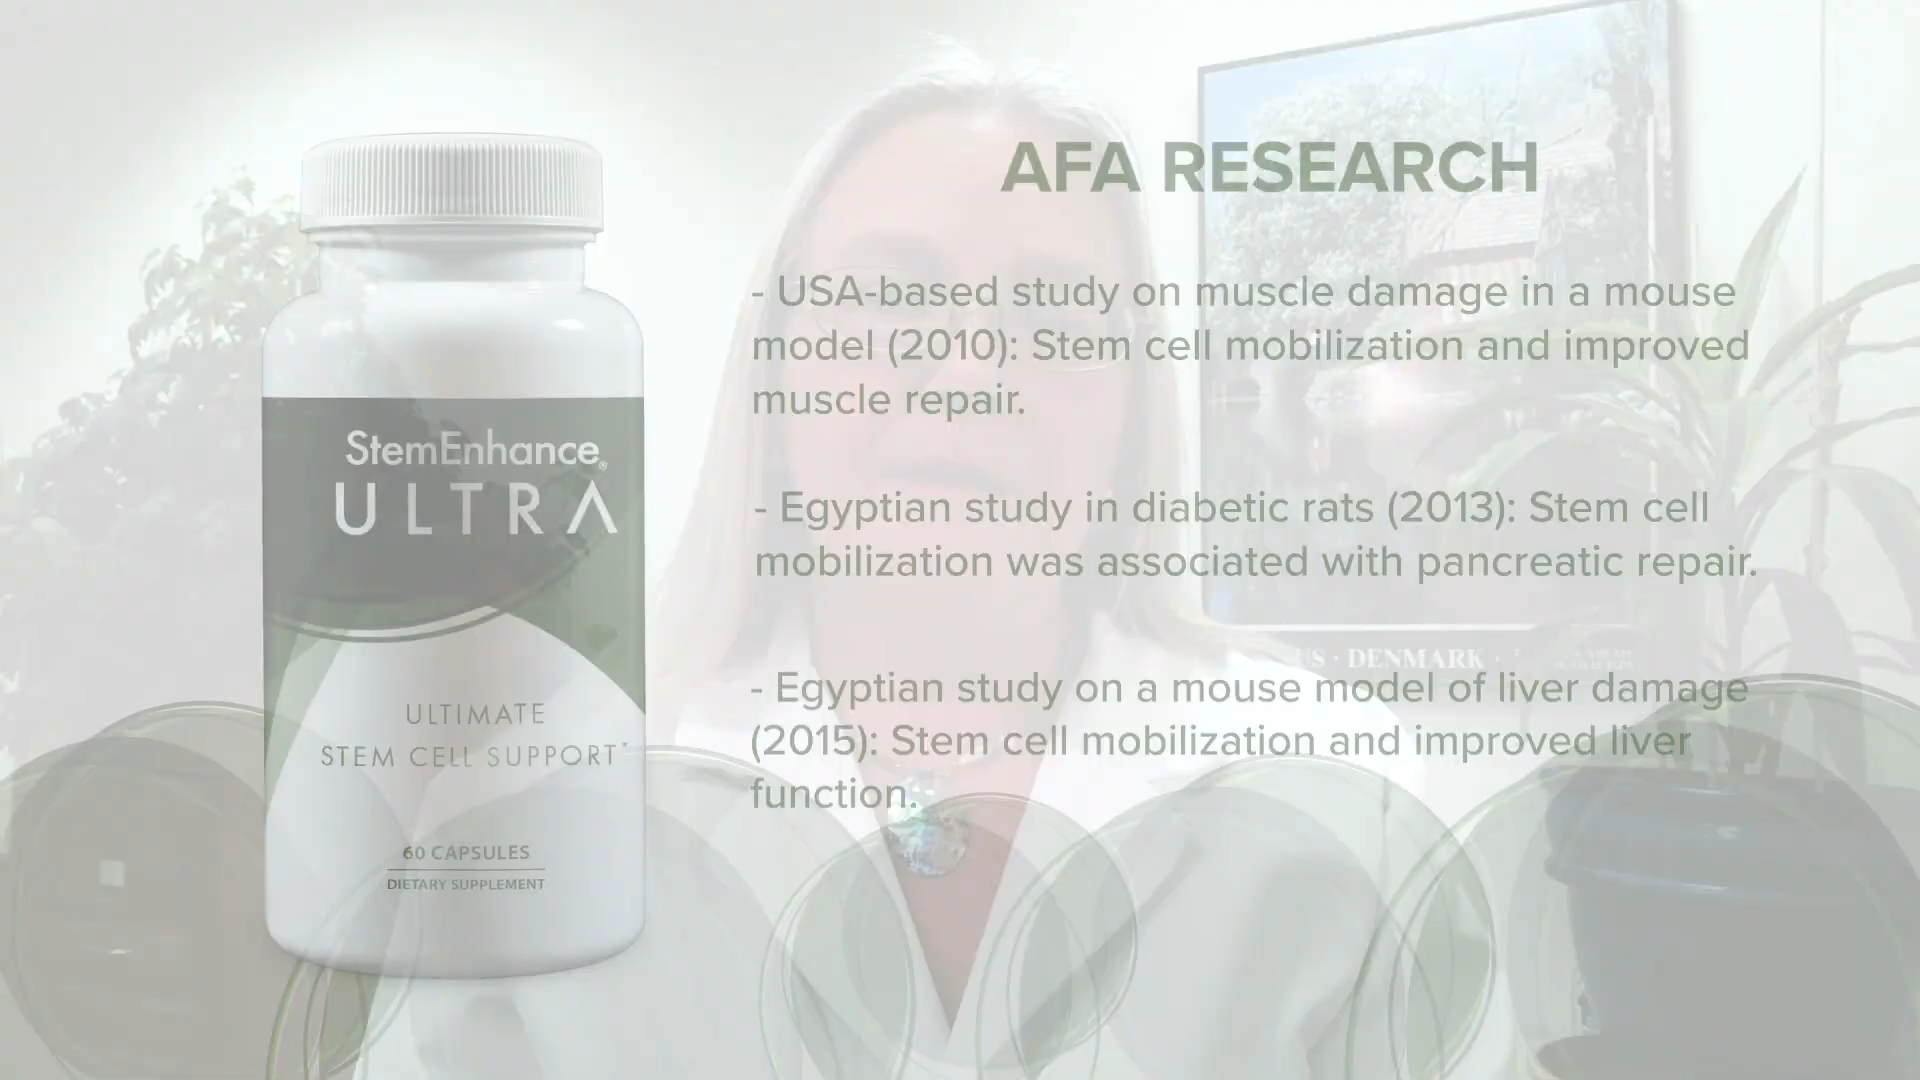 AFA RESEARCH
- USA-based study on muscle damage in a mouse
model (2010): Stem cell mobilization and improved
muscle repair.
- Egyptian study in diabetic rats (2013): Stem cell
mobilization was associated with pancreatic repair.
- Egyptian study on a mouse model of liver damage
(2015): Stem cell mobilization and improved liver
function.
StemEnhance®
ULTRA
ULTIMATE
STEM CELL SUPPORT*
60 CAPSULES
DIETARY SUPPLEMENT
· DENMARK ·